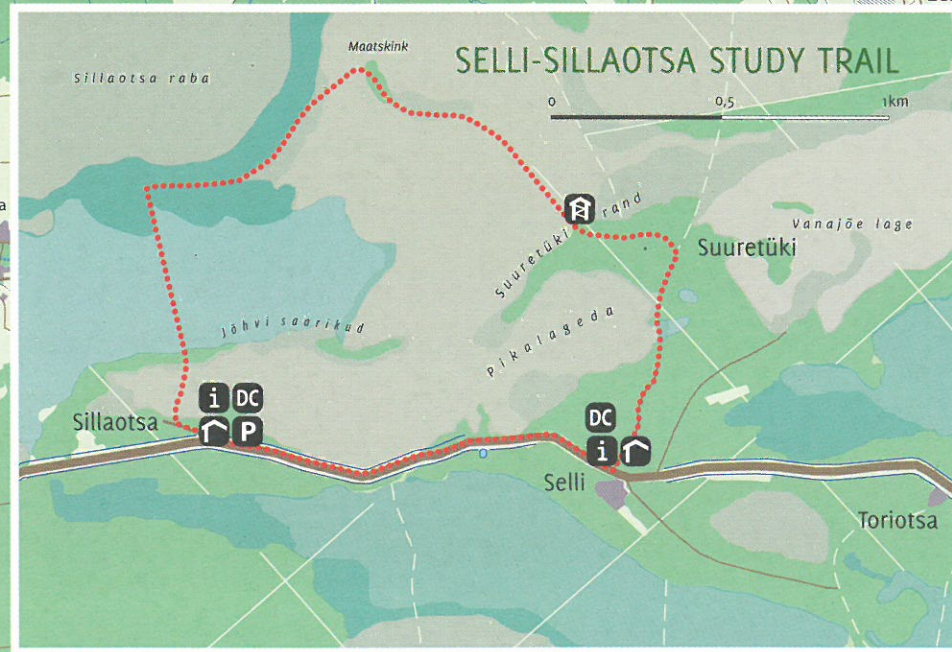 Maatskink
SELLI-SILLAOTSA STUDY TRAIL
Sillaotsa raba
0 0,5 1km
a
Suuretüki rand
Vanajõe lage
Suuretüki
Jõhvi saarikud
Pikalageda
i DC
Sillaotsa
P
DC
i
Selli
Toriotsa